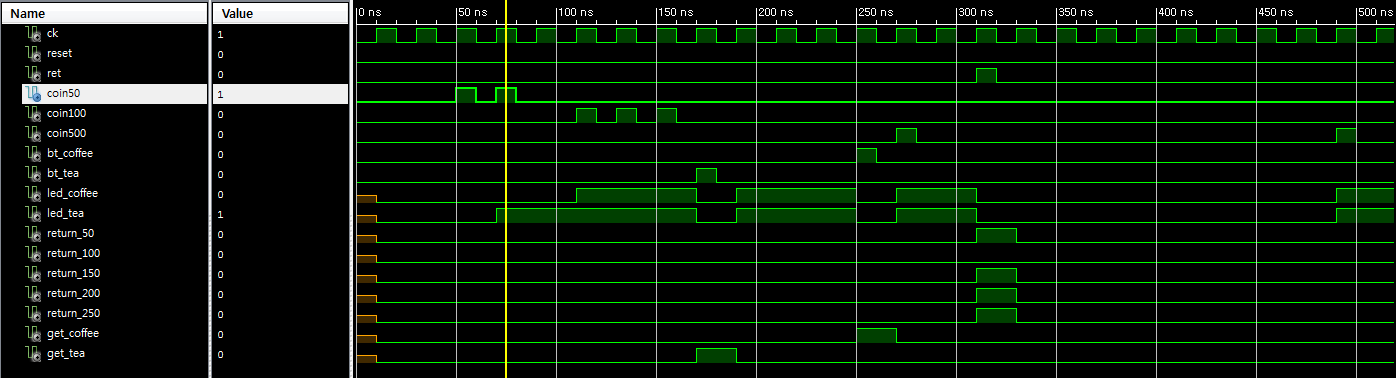 Name Value 0 ns 50 ns 100 ns 150 ns 200 ns 250 ns 300 ns 350 ns 400 ns 450 ns 500 ns
ck 1
reset 0
ret 0
coin50 1
coin100 0
coin500 0
bt_coffee 0
bt_tea 0
led_coffee 0
led_tea 1
return_50 0
return_100 0
return_150 0
return_200 0
return_250 0
get_coffee 0
get_tea 0